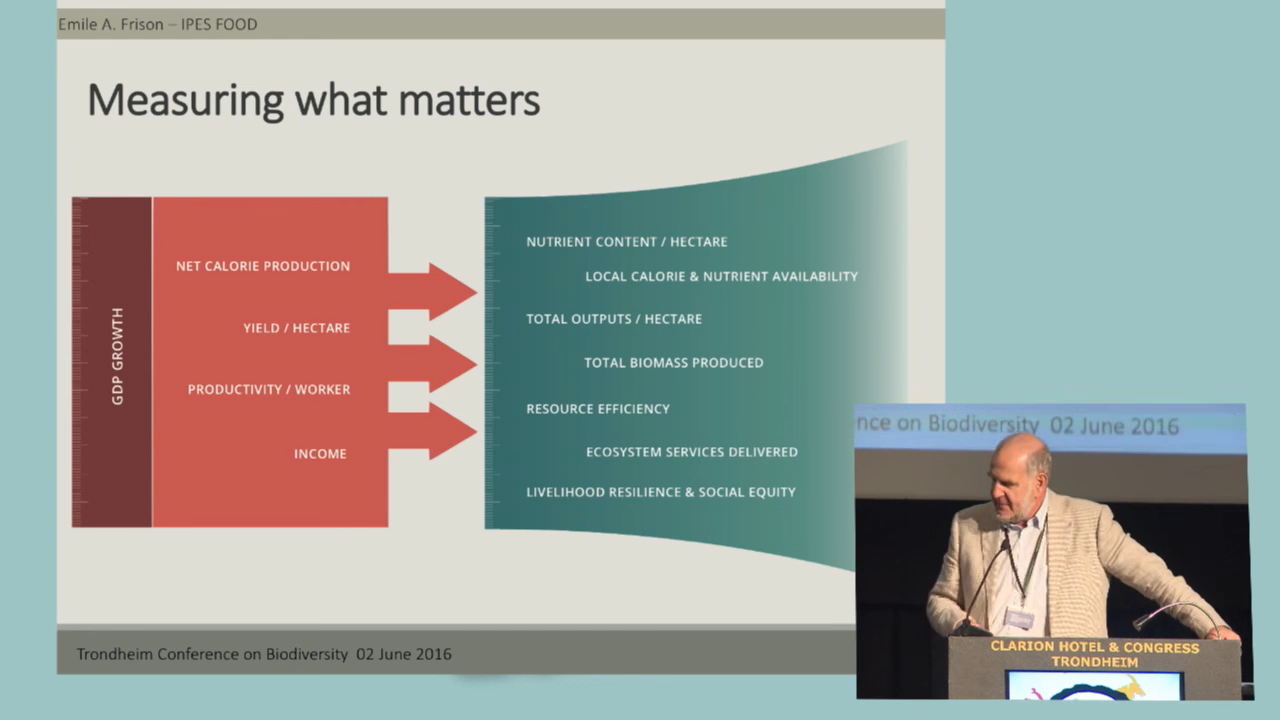 Emile A. Frison – IPES FOOD
Measuring what matters
GDP GROWTH
NET CALORIE PRODUCTION
YIELD / HECTARE
PRODUCTIVITY / WORKER
INCOME
NUTRIENT CONTENT / HECTARE
LOCAL CALORIE & NUTRIENT AVAILABILITY
TOTAL OUTPUTS / HECTARE
TOTAL BIOMASS PRODUCED
RESOURCE EFFICIENCY
ECOSYSTEM SERVICES DELIVERED
LIVELIHOOD RESILIENCE & SOCIAL EQUITY
Trondheim Conference on Biodiversity 02 June 2016
on Biodiversity 02 June 2016
CLARION HOTEL & CONGRESS
TRONDHEIM